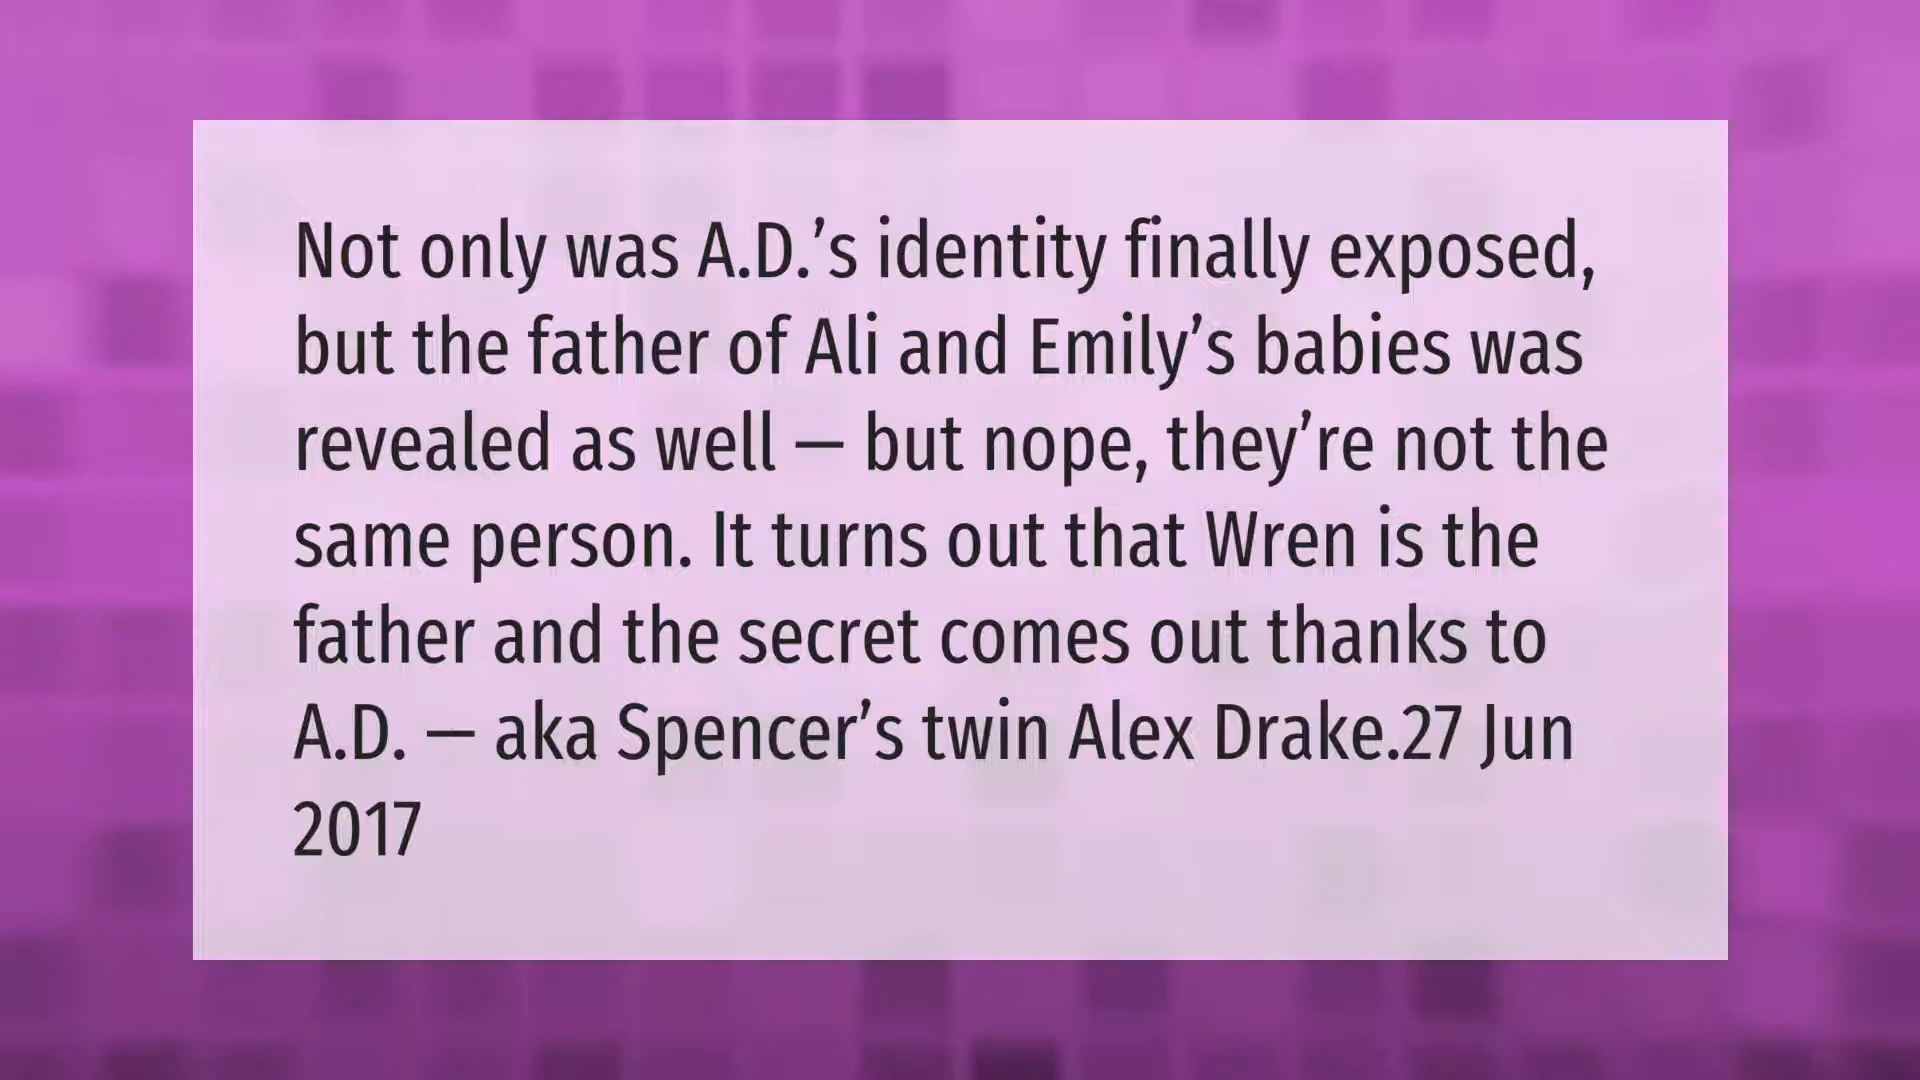 Not only was A.D.’s identity finally exposed,
but the father of Ali and Emily’s babies was
revealed as well — but nope, they’re not the
same person. It turns out that Wren is the
father and the secret comes out thanks to
A.D. — aka Spencer’s twin Alex Drake.27 Jun
2017